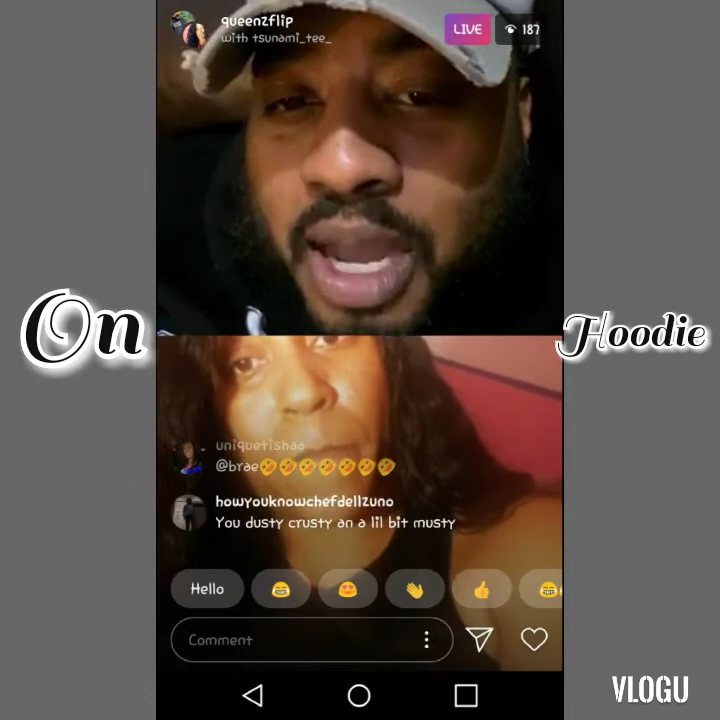 queenzflip
with tsunami_tee_
LIVE
187
On
Hoodie
uniquetishaa
@brae🤣🤣🤣🤣🤣🤣🤣
howyouknowchefdellzuno
You dusty crusty an a lil bit musty
Hello 😂 😍 👋 👍 😂
Comment
VLOGU